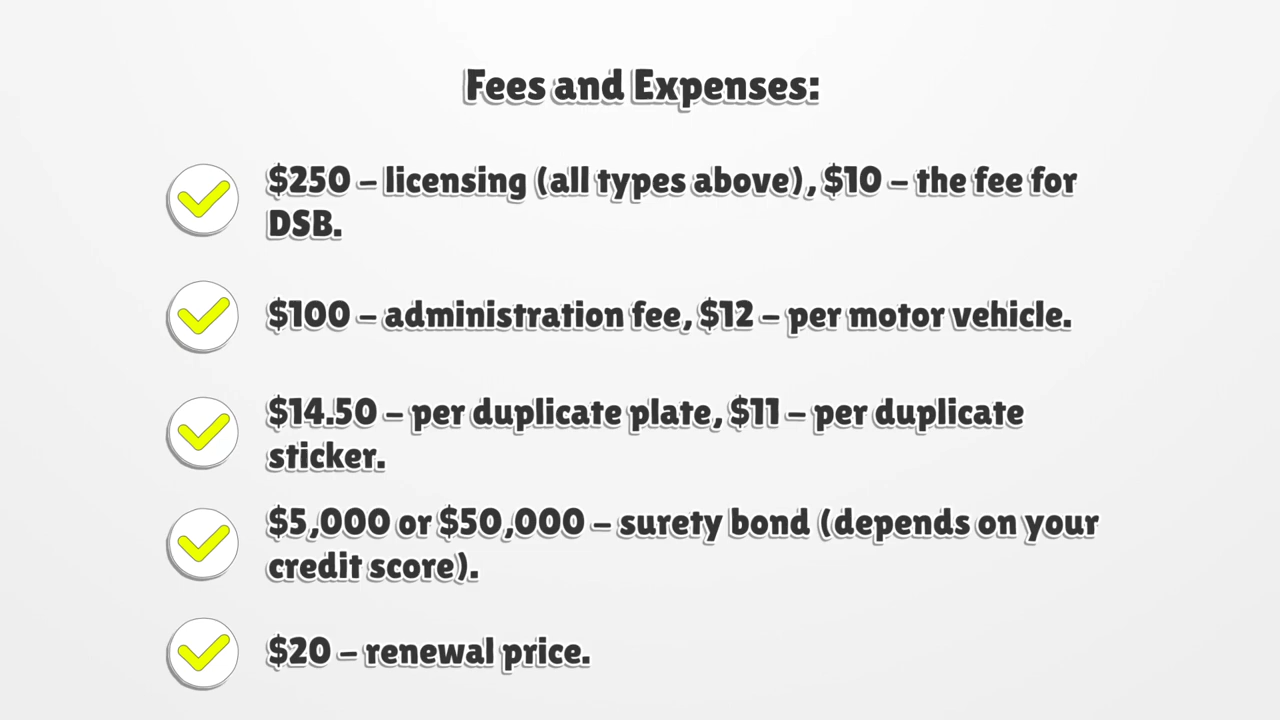 Fees and Expenses:
$250 – licensing (all types above), $10 – the fee for
DSB.
$100 – administration fee, $12 – per motor vehicle.
$14.50 – per duplicate plate, $11 – per duplicate
sticker.
$5,000 or $50,000 – surety bond (depends on your
credit score).
$20 – renewal price.